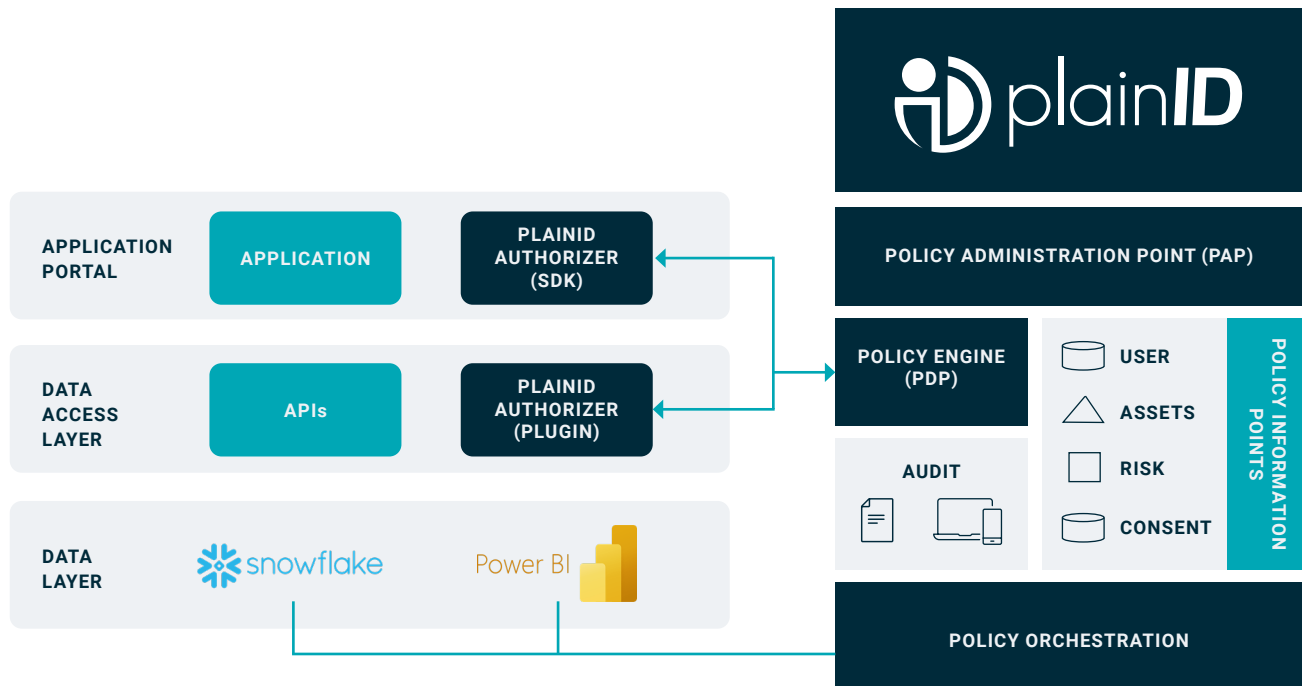 plainID
APPLICATION
PORTAL
APPLICATION
PLAINID
AUTHORIZER
(SDK)
POLICY ADMINISTRATION POINT (PAP)
DATA
ACCESS
LAYER
APIs
PLAINID
AUTHORIZER
(PLUGIN)
POLICY ENGINE
(PDP)
USER
ASSETS
RISK
CONSENT
POLICY INFORMATION
POINTS
AUDIT
DATA
LAYER
snowflake
Power BI
POLICY ORCHESTRATION